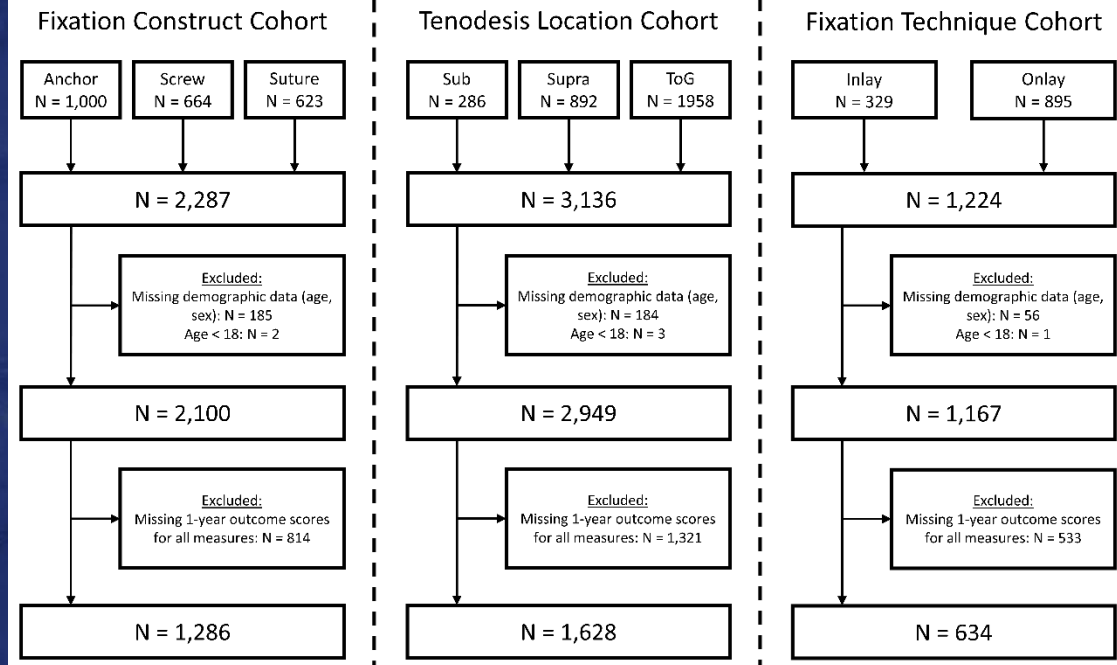 Fixation Construct Cohort
Anchor
N = 1,000
Screw
N = 664
Suture
N = 623
N = 2,287
Excluded:
Missing demographic data (age,
sex): N = 185
Age < 18: N = 2
N = 2,100
Excluded:
Missing 1-year outcome scores
for all measures: N = 814
N = 1,286
Tenodesis Location Cohort
Sub
N = 286
Supra
N = 892
ToG
N = 1958
N = 3,136
Excluded:
Missing demographic data (age,
sex): N = 184
Age < 18: N = 3
N = 2,949
Excluded:
Missing 1-year outcome scores
for all measures: N = 1,321
N = 1,628
Fixation Technique Cohort
Inlay
N = 329
Onlay
N = 895
N = 1,224
Excluded:
Missing demographic data (age,
sex): N = 56
Age < 18: N = 1
N = 1,167
Excluded:
Missing 1-year outcome scores
for all measures: N = 533
N = 634